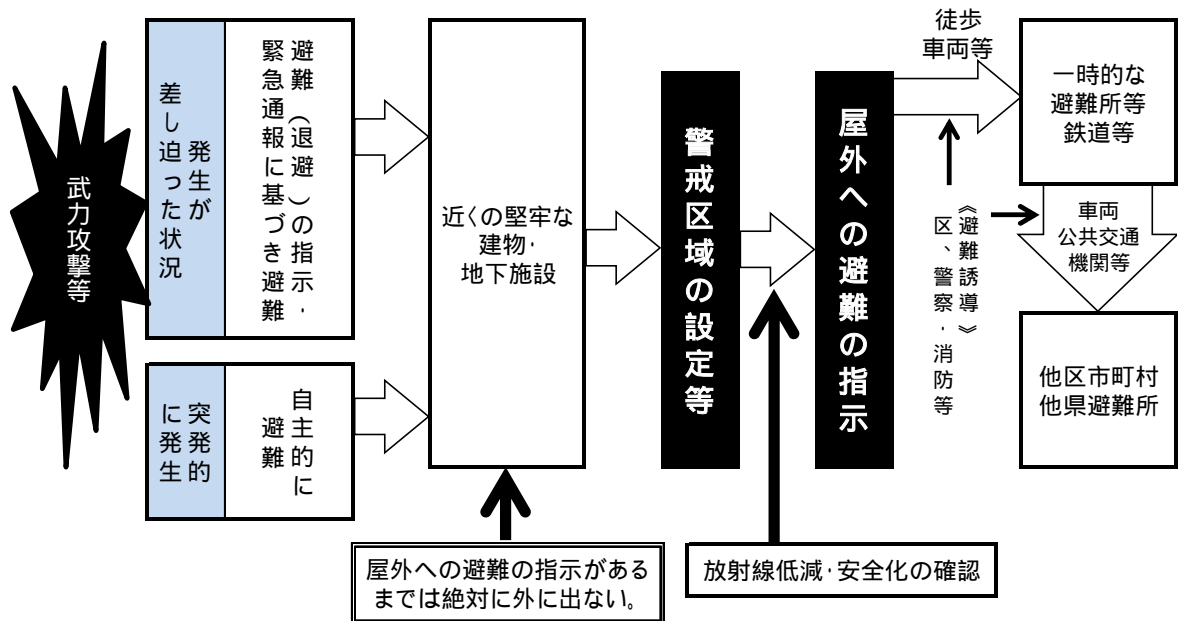 武力攻撃等
差し迫った状況
発生が
避難（退避）の指示・
緊急通報に基づき避難
突発的
に発生
自主的に
避難
近くの堅牢な
建物・
地下施設
屋外への避難の指示がある
までは絶対に外に出ない。
警戒区域の設定等
放射線低減・安全化の確認
屋外への避難の指示
徒歩
車両等
《避難誘導》
区、警察・消防等
一時的な
避難所等
鉄道等
車両
公共交通
機関等
他区市町村
他県避難所